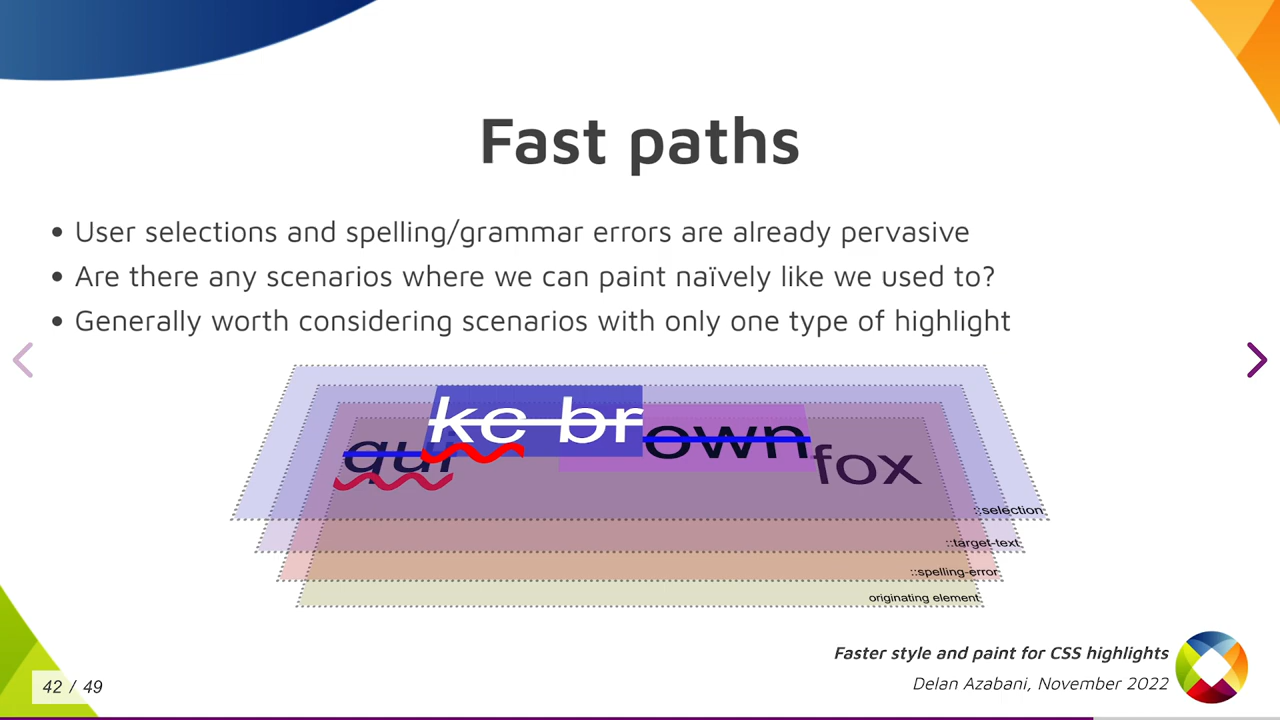 Fast paths
• User selections and spelling/grammar errors are already pervasive
• Are there any scenarios where we can paint naïvely like we used to?
• Generally worth considering scenarios with only one type of highlight
qui
ke br
own
fox
::selection
::target-text
::spelling-error
originating element
Faster style and paint for CSS highlights
Delan Azabani, November 2022
42 / 49